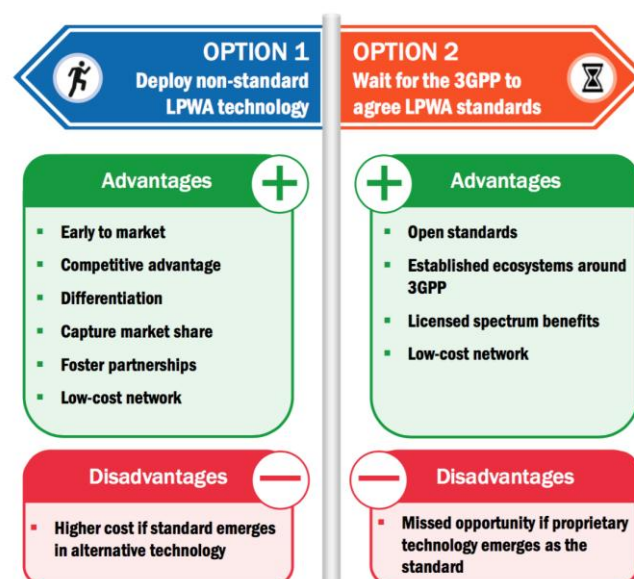 OPTION 1
Deploy non-standard
LPWA technology
OPTION 2
Wait for the 3GPP to
agree LPWA standards
Advantages
▪ Early to market
▪ Competitive advantage
▪ Differentiation
▪ Capture market share
▪ Foster partnerships
▪ Low-cost network
Advantages
▪ Open standards
▪ Established ecosystems around
3GPP
▪ Licensed spectrum benefits
▪ Low-cost network
Disadvantages
▪ Higher cost if standard emerges
in alternative technology
Disadvantages
▪ Missed opportunity if proprietary
technology emerges as the
standard